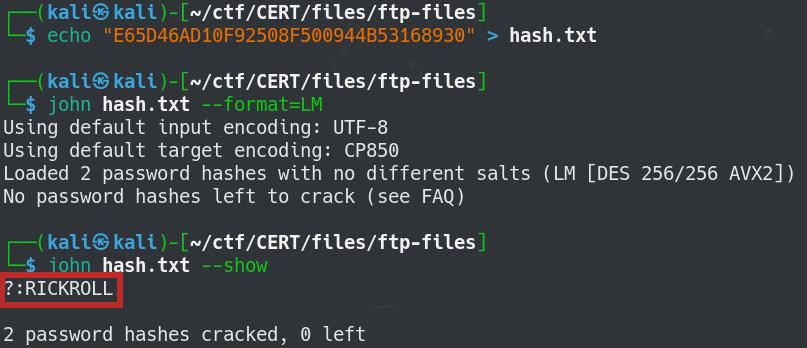 ┌──(kali㉿kali)-[~/ctf/CERT/files/ftp-files]
└─$ echo "E65D46AD10F92508F500944B53168930" > hash.txt
┌──(kali㉿kali)-[~/ctf/CERT/files/ftp-files]
└─$ john hash.txt --format=LM
Using default input encoding: UTF-8
Using default target encoding: CP850
Loaded 2 password hashes with no different salts (LM [DES 256/256 AVX2])
No password hashes left to crack (see FAQ)
┌──(kali㉿kali)-[~/ctf/CERT/files/ftp-files]
└─$ john hash.txt --show
?:RICKROLL
2 password hashes cracked, 0 left